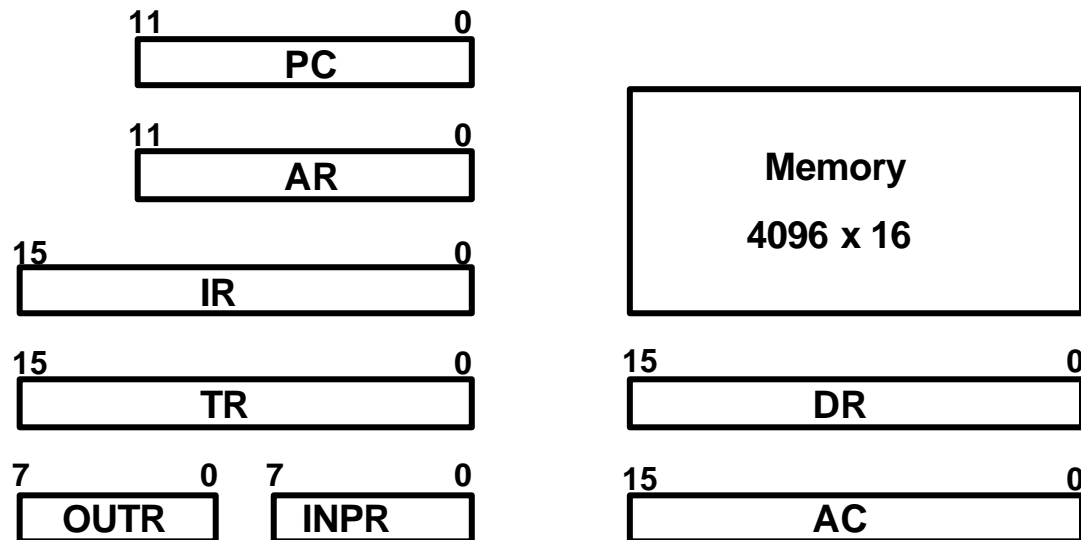 11 0
PC
11 0
AR
Memory
4096 x 16
15 0
IR
15 0
TR
15 0
DR
7 0
OUTR
7 0
INPR
15 0
AC